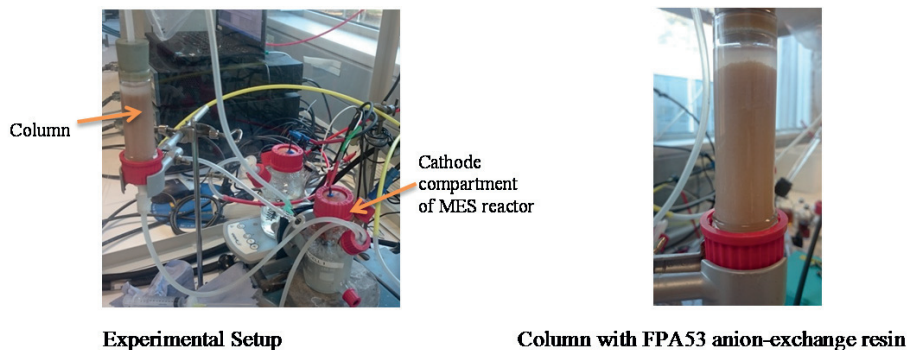 Column
Cathode
compartment
of MES reactor
Experimental Setup
Column with FPA53 anion-exchange resin